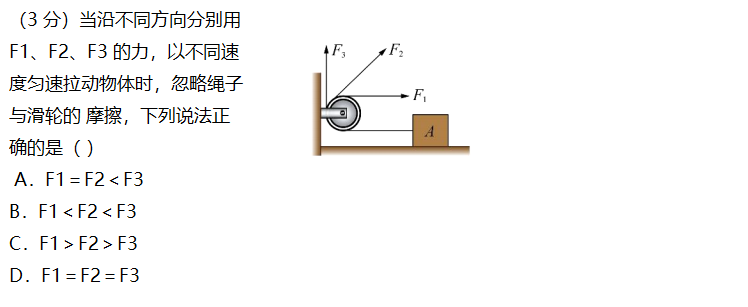 （3 分）当沿不同方向分别用
F1、F2、F3 的力，以不同速
度匀速拉动物体时，忽略绳子
与滑轮的 摩擦，下列说法正
确的是（ ）
A．F1＝F2＜F3
B．F1＜F2＜F3
C．F1＞F2＞F3
D．F1＝F2＝F3
F₃
F₂
F₁
A